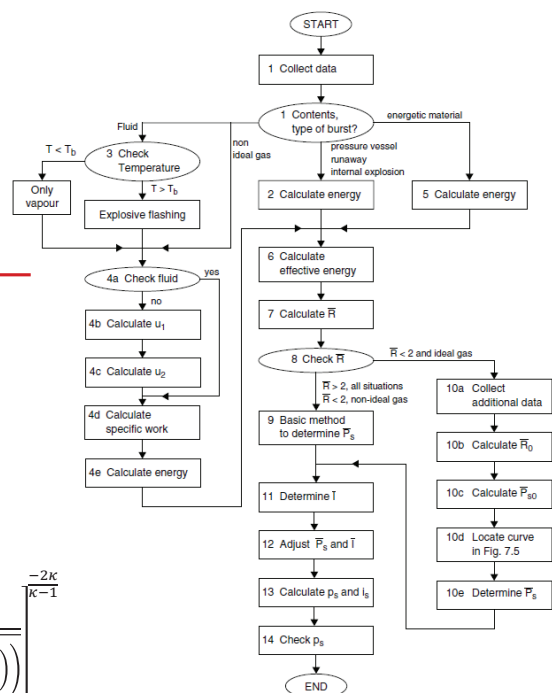 START
1 Collect data
1 Contents,
type of burst?
Fluid
non
ideal gas
pressure vessel
runaway
internal explosion
energetic material
T < Tb
3 Check
Temperature
T > Tb
Only
vapour
Explosive flashing
2 Calculate energy
5 Calculate energy
4a Check fluid
yes
no
4b Calculate u1
4c Calculate u2
4d Calculate
specific work
4e Calculate energy
6 Calculate
effective energy
7 Calculate R̅
8 Check R̅
R̅ < 2 and ideal gas
R̅ > 2, all situations
R̅ < 2, non-ideal gas
9 Basic method
to determine P̅s
10a Collect
additional data
10b Calculate R̅0
10c Calculate P̅s0
10d Locate curve
in Fig. 7.5
10e Determine P̅s
11 Determine I̅
12 Adjust P̅s and I̅
13 Calculate ps and is
14 Check ps
END
−2κ
κ−1
))